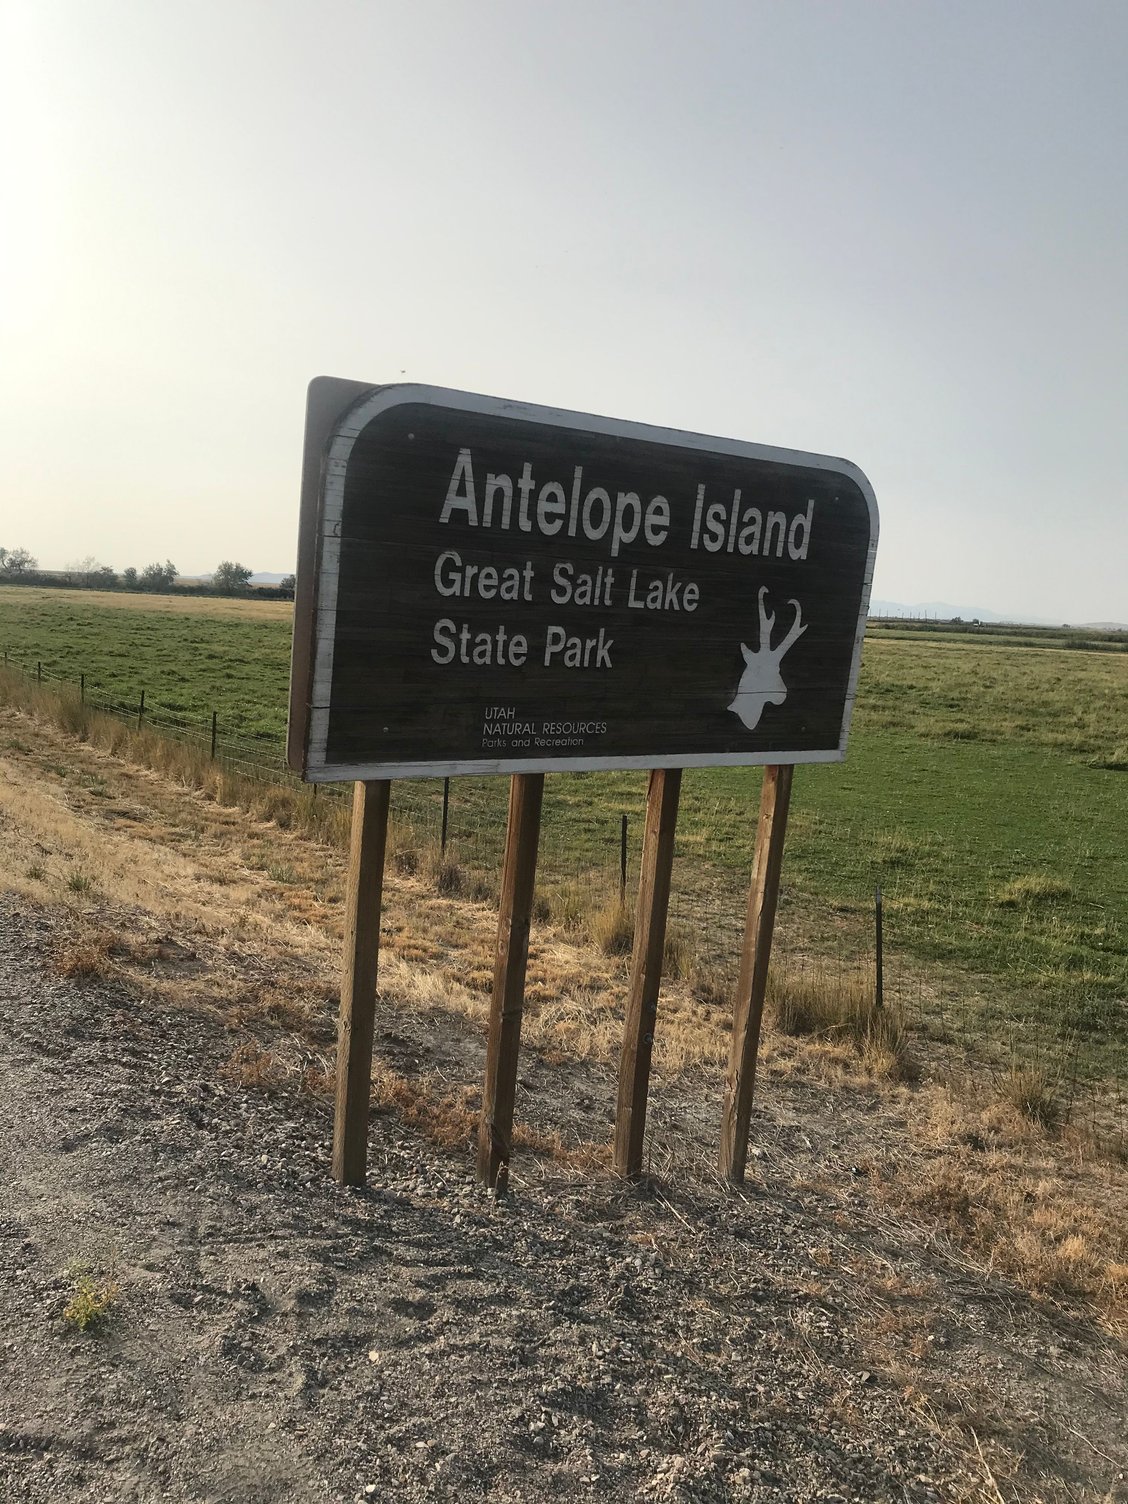 Antelope Island
Great Salt Lake
State Park
UTAH
NATURAL RESOURCES
Parks and Recreation